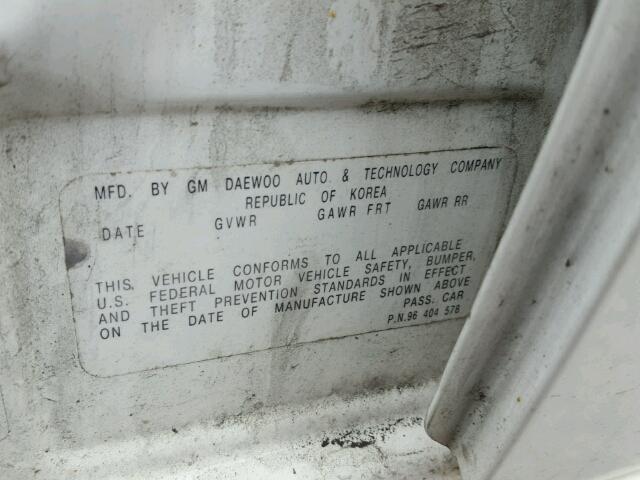 MFD. BY GM DAEWOO AUTO. & TECHNOLOGY COMPANY
REPUBLIC OF KOREA
DATE GVWR GAWR FRT GAWR RR
THIS VEHICLE CONFORMS TO ALL APPLICABLE
U.S. FEDERAL MOTOR VEHICLE SAFETY, BUMPER,
AND THEFT PREVENTION STANDARDS IN EFFECT
ON THE DATE OF MANUFACTURE SHOWN ABOVE
PASS. CAR
P.N.96 404 578